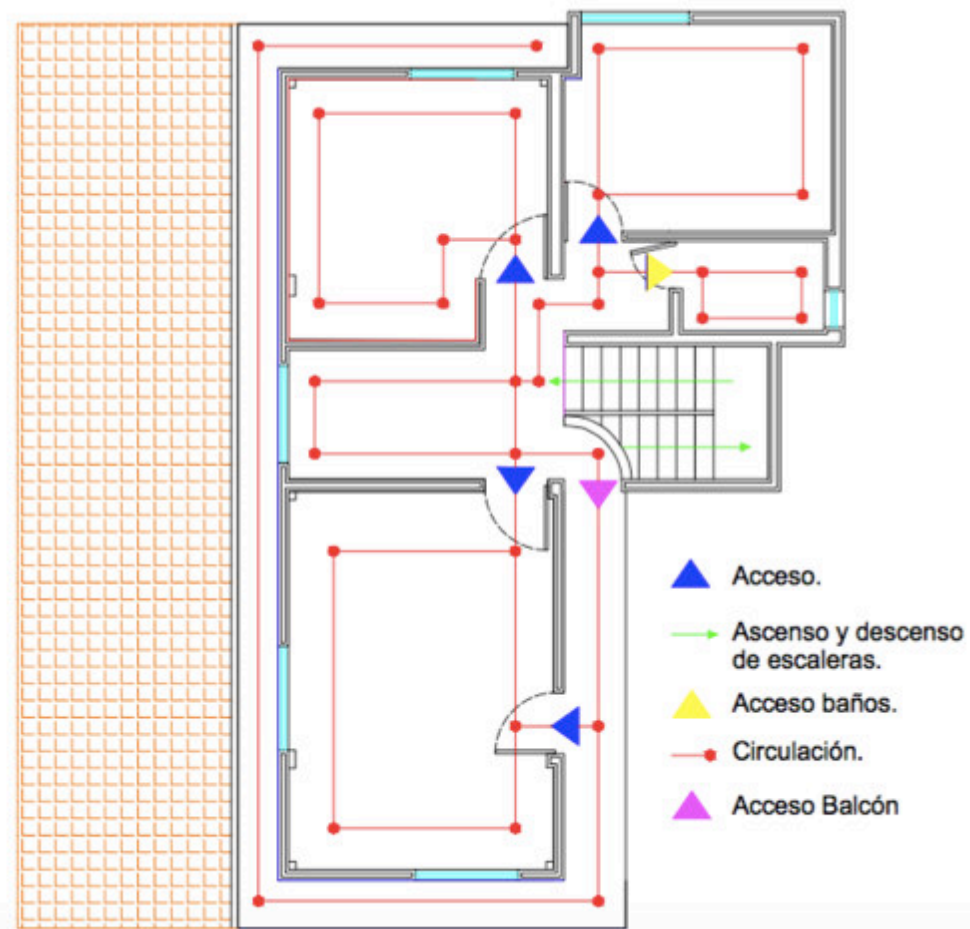 Acceso.
Ascenso y descenso
de escaleras.
Acceso baños.
Circulación.
Acceso Balcón